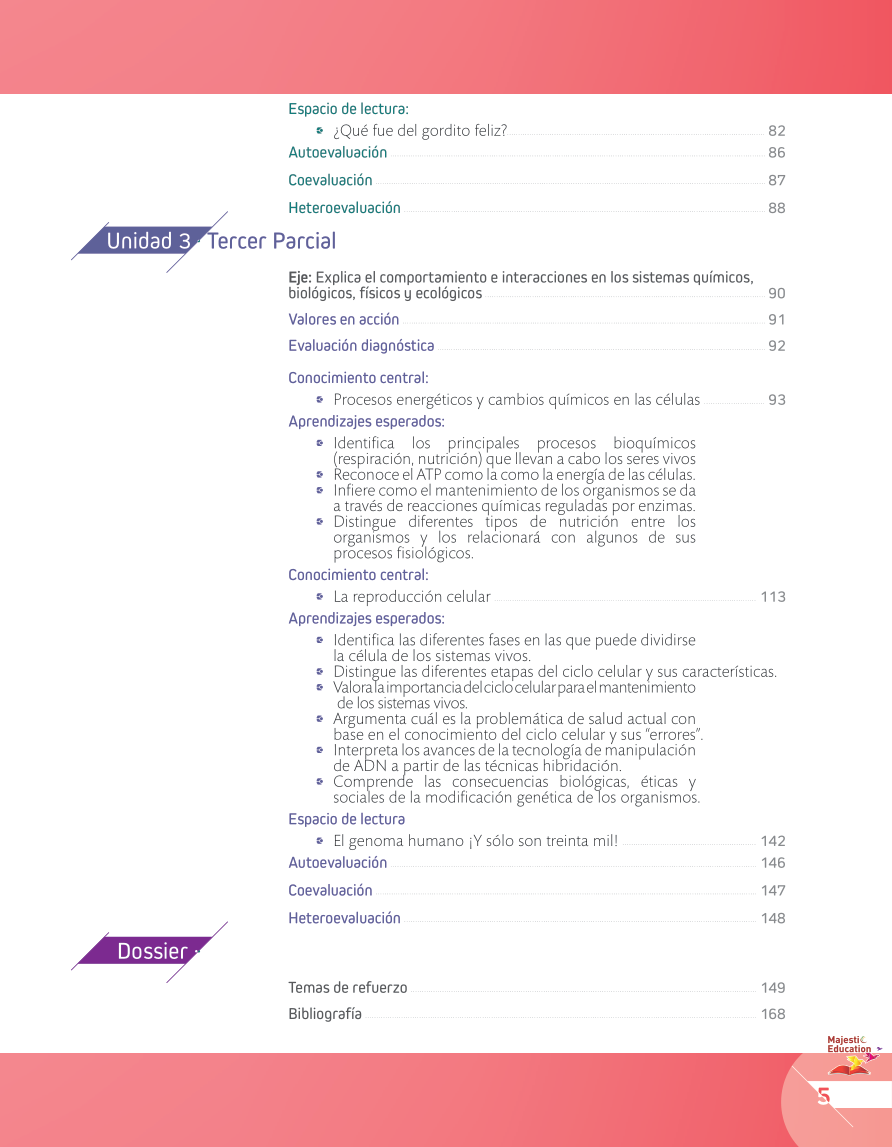 Espacio de lectura:
¿Qué fue del gordito feliz? 82
Autoevaluación 86
Coevaluación 87
Heteroevaluación 88
Unidad 3 · Tercer Parcial
Eje: Explica el comportamiento e interacciones en los sistemas químicos,
biológicos, físicos y ecológicos 90
Valores en acción 91
Evaluación diagnóstica 92
Conocimiento central:
Procesos energéticos y cambios químicos en las células 93
Aprendizajes esperados:
Identifica los principales procesos bioquímicos
(respiración, nutrición) que llevan a cabo los seres vivos
Reconoce el ATP como la como la energía de las células.
Infiere como el mantenimiento de los organismos se da
a través de reacciones químicas reguladas por enzimas.
Distingue diferentes tipos de nutrición entre los
organismos y los relacionará con algunos de sus
procesos fisiológicos.
Conocimiento central:
La reproducción celular 113
Aprendizajes esperados:
Identifica las diferentes fases en las que puede dividirse
la célula de los sistemas vivos.
Distingue las diferentes etapas del ciclo celular y sus características.
Valora la importancia del ciclo celular para el mantenimiento
de los sistemas vivos.
Argumenta cuál es la problemática de salud actual con
base en el conocimiento del ciclo celular y sus “errores”.
Interpreta los avances de la tecnología de manipulación
de ADN a partir de las técnicas hibridación.
Comprende las consecuencias biológicas, éticas y
sociales de la modificación genética de los organismos.
Espacio de lectura
El genoma humano ¡Y sólo son treinta mil! 142
Autoevaluación 146
Coevaluación 147
Heteroevaluación 148
Dossier ·
Temas de refuerzo 149
Bibliografía 168
Majestic
Education
5